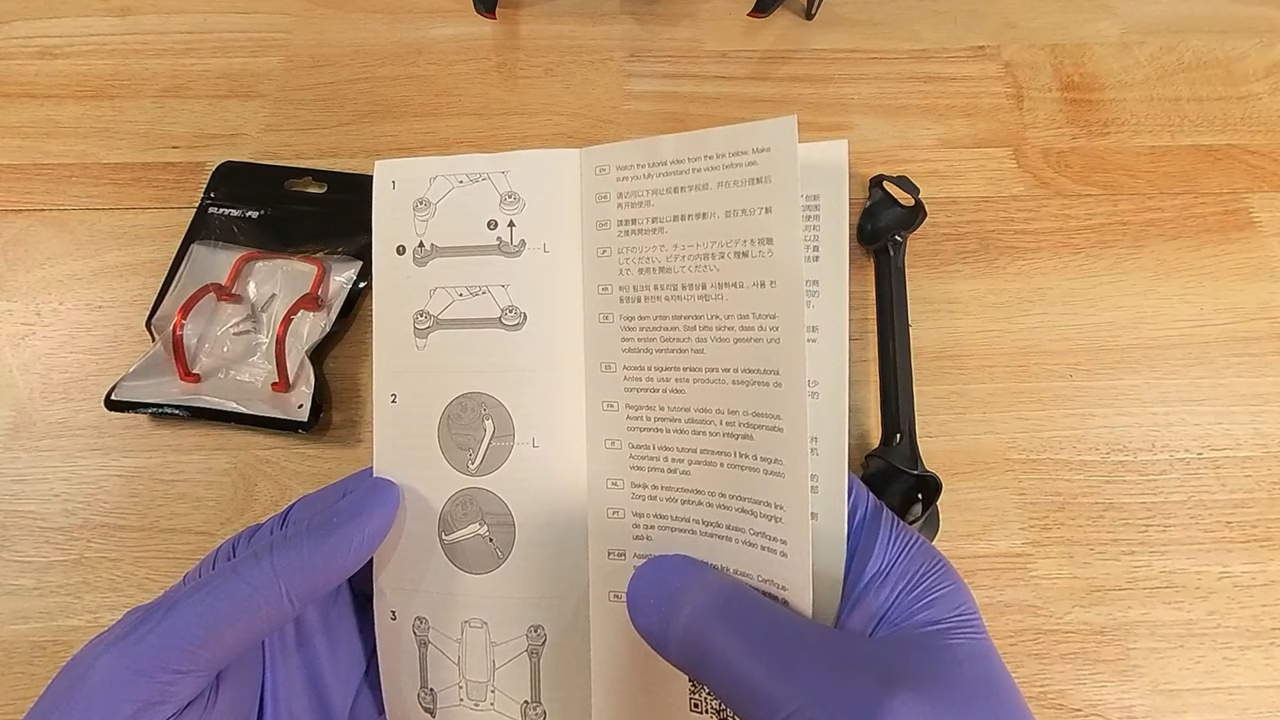 sunnylife
1
❷
❶
L
2
L
3
EN
Watch the tutorial video from the link below. Make
sure you fully understand the video before use.
CHS
请访问以下网址观看教学视频，并在充分理解后
再开始使用。
CHT
請瀏覽以下網址以觀看教學影片，並在充分了解
之後再開始使用。
JP
以下のリンクで、チュートリアルビデオを視聴
してください。ビデオの内容を深く理解したう
えで、使用を開始してください。
KR
하단 링크의 튜토리얼 동영상을 시청하세요. 사용 전
동영상을 완전히 숙지하시기 바랍니다.
DE
Folge dem unten stehenden Link, um das Tutorial-
Video anzuschauen. Stell bitte sicher, dass du vor
dem ersten Gebrauch das Video gesehen und
vollständig verstanden hast.
ES
Acceda al siguiente enlace para ver el videotutorial.
Antes de usar este producto, asegúrese de
comprender el video.
FR
Regardez le tutoriel vidéo du lien ci-dessous.
Avant la première utilisation, il est indispensable
comprendre la vidéo dans son intégralité.
IT
Guarda il video tutorial attraverso il link di seguito.
Accertarsi di aver guardato e compreso questo
video prima dell'uso.
NL
Bekijk de instructievideo op de onderstaande link.
Zorg dat u vóór gebruik de video volledig begrijpt.
PT
Veja o vídeo tutorial na ligação abaixo. Certifique-se
de que compreende totalmente o vídeo antes de
usá-lo.
PT-BR
no link abaixo. Certifique-
antes de
RU